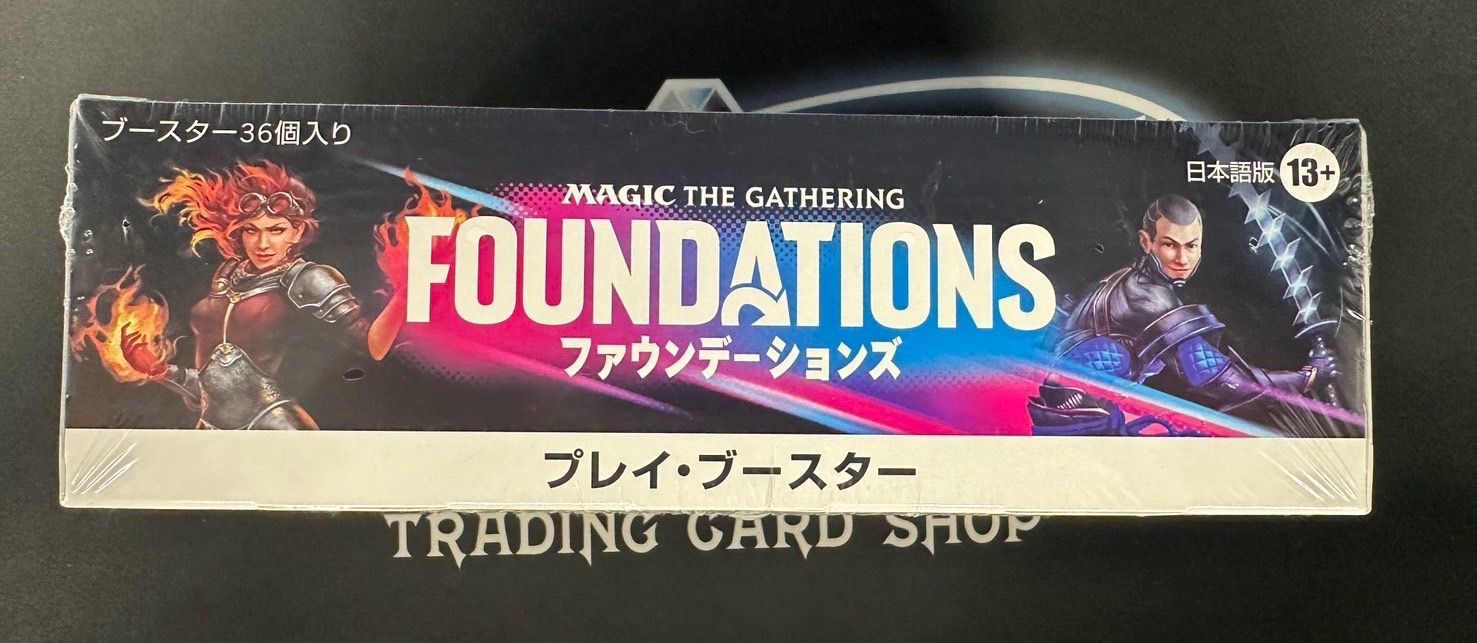 ブースター36個入り
日本語版 13+
MAGIC THE GATHERING
FOUNDATIONS
ファウンデーションズ
プレイ・ブースター
TRADING CARD SHOP